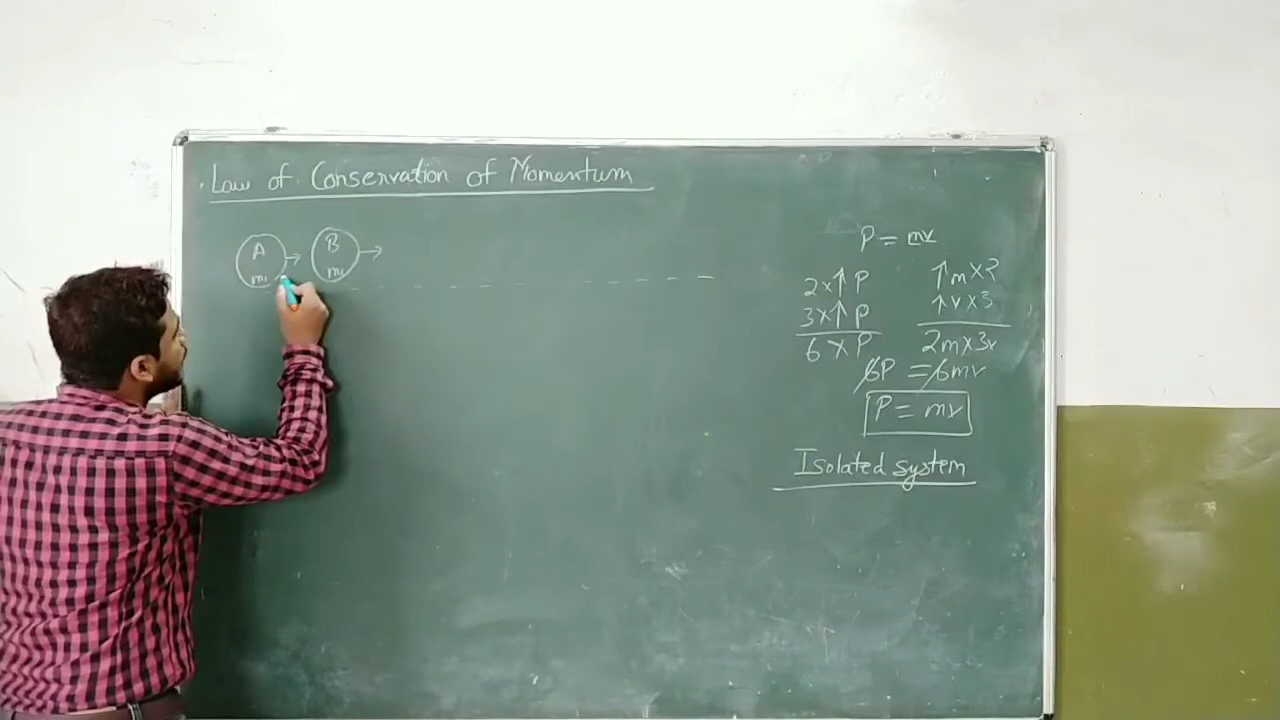 Law of Conservation of Momentum
A
m1
B
P = mv
2x↑P
3x↑P
6 x P
↑m x 2
↑v x 3
2m x 3v
6P = 6mv
P = mv
Isolated system